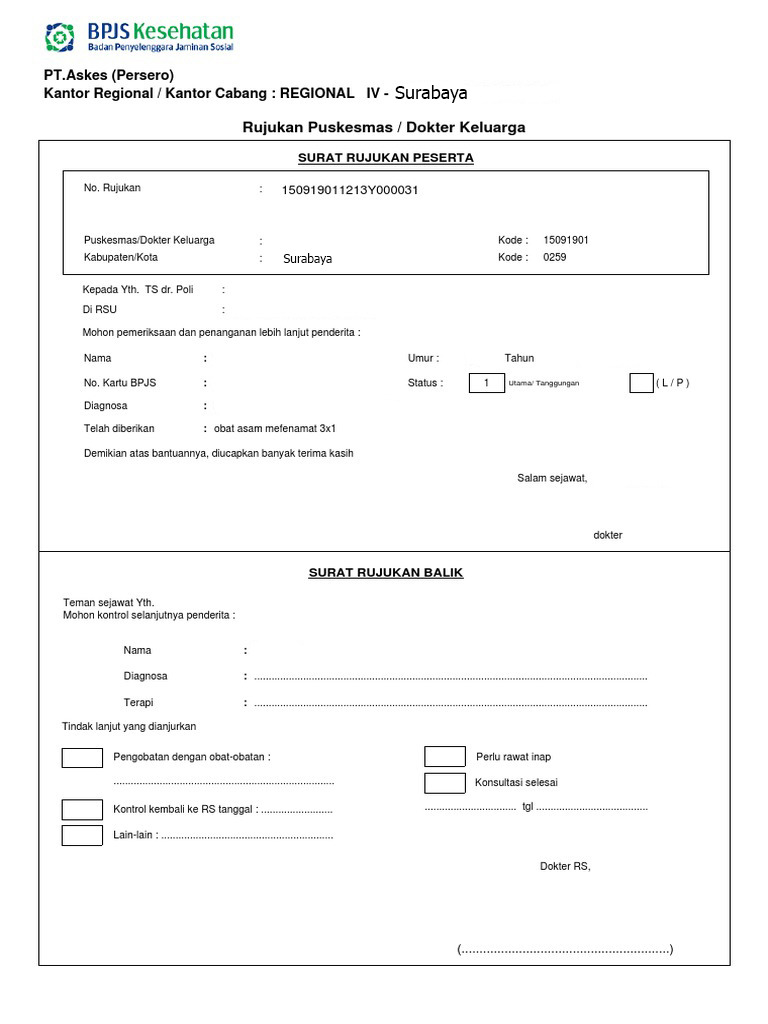 BPJS Kesehatan
Badan Penyelenggara Jaminan Sosial
PT.Askes (Persero)
Kantor Regional / Kantor Cabang : REGIONAL IV - Surabaya
Rujukan Puskesmas / Dokter Keluarga
SURAT RUJUKAN PESERTA
No. Rujukan : 150919011213Y000031
Puskesmas/Dokter Keluarga : Kode : 15091901
Kabupaten/Kota : Surabaya Kode : 0259
Kepada Yth. TS dr. Poli :
Di RSU :
Mohon pemeriksaan dan penanganan lebih lanjut penderita :
Nama : Umur : Tahun
No. Kartu BPJS : Status : 1 Utama/ Tanggungan ( L / P )
Diagnosa :
Telah diberikan : obat asam mefenamat 3x1
Demikian atas bantuannya, diucapkan banyak terima kasih
Salam sejawat,
dokter
SURAT RUJUKAN BALIK
Teman sejawat Yth.
Mohon kontrol selanjutnya penderita :
Nama :
Diagnosa : ........................................................................................................................................
Terapi : ........................................................................................................................................
Tindak lanjut yang dianjurkan
Pengobatan dengan obat-obatan : Perlu rawat inap
............................................................................. Konsultasi selesai
Kontrol kembali ke RS tanggal : ......................... ................................ tgl .......................................
Lain-lain : ............................................................
Dokter RS,
(..........................................................)